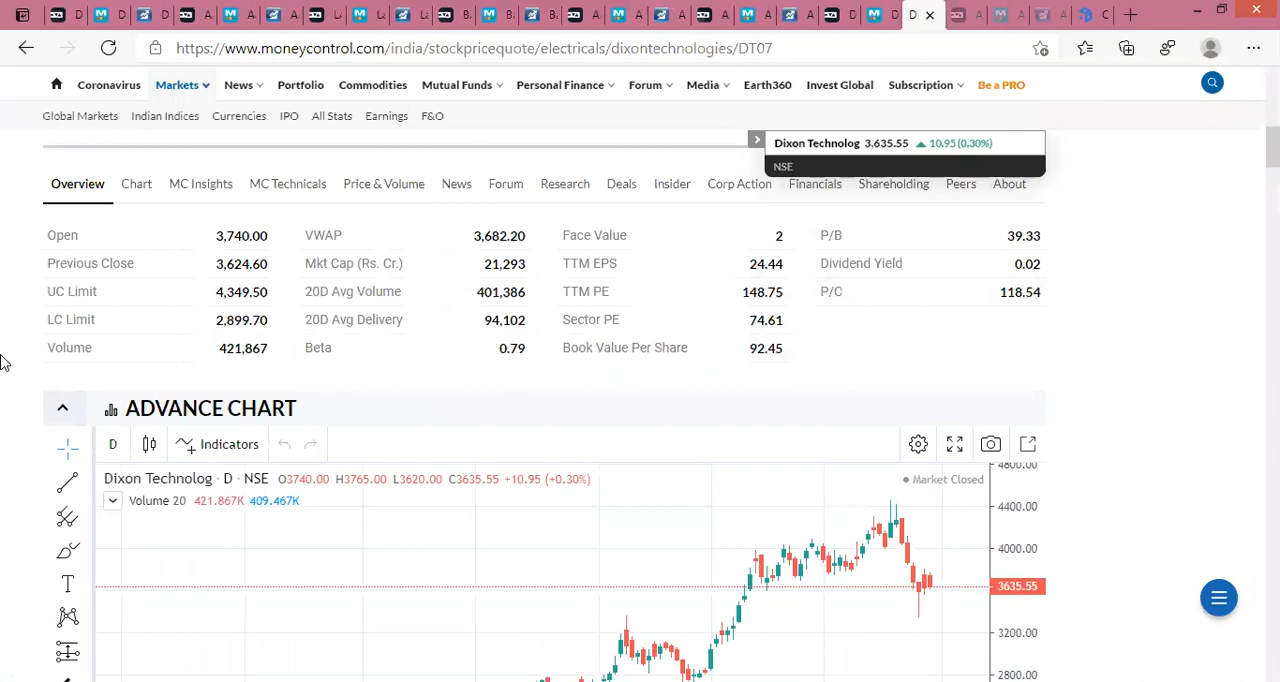 D M D A M A L M L B M B A M A A M A D M D A M A C
https://www.moneycontrol.com/india/stockpricequote/electricals/dixontechnologies/DT07
Coronavirus Markets News Portfolio Commodities Mutual Funds Personal Finance Forum Media Earth360 Invest Global Subscription Be a PRO
Global Markets Indian Indices Currencies IPO All Stats Earnings F&O
Dixon Technolog 3,635.55 10.95 (0.30%)
NSE
Overview Chart MC Insights MC Technicals Price & Volume News Forum Research Deals Insider Corp Action Financials Shareholding Peers About
Open 3,740.00 VWAP 3,682.20 Face Value 2 P/B 39.33
Previous Close 3,624.60 Mkt Cap (Rs. Cr.) 21,293 TTM EPS 24.44 Dividend Yield 0.02
UC Limit 4,349.50 20D Avg Volume 401,386 TTM PE 148.75 P/C 118.54
LC Limit 2,899.70 20D Avg Delivery 94,102 Sector PE 74.61
Volume 421,867 Beta 0.79 Book Value Per Share 92.45
ADVANCE CHART
D Indicators
4800.00
Dixon Technolog · D · NSE O3740.00 H3765.00 L3620.00 C3635.55 +10.95 (+0.30%) Market Closed
Volume 20 421.867K 409.467K
4400.00
4000.00
3635.55
3200.00
2800.00